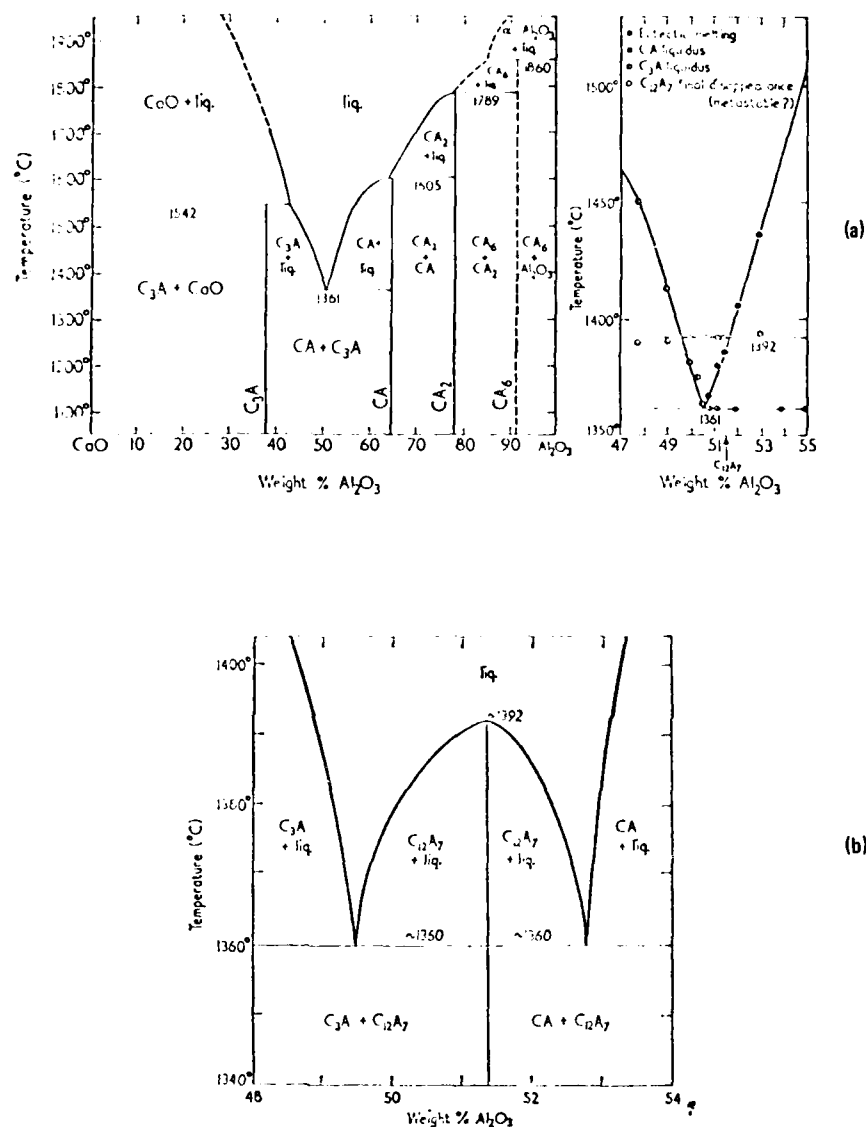 CaO + liq.
liq.
α Al₂O₃ + liq.
1860
CA₆ + liq.
1789
CA₂ + liq.
1605
1542
C₃A + liq.
CA + liq.
CA₂ + CA
CA₆ + CA₂
CA₆ + Al₂O₃
C₃A + CaO
1361
CA + C₃A
C₃A
CA
CA₂
CA₆
Temperature (°C)
CaO 10 20 30 40 50 60 70 80 90 Al₂O₃
Weight % Al₂O₃
Eutectic melting
CA liquidus
C₃A liquidus
C₁₂A₇ final disappearance
(metastable?)
1500°
1450°
1400°
1350°
Temperature (°C)
1392
1361
47 49 51 53 55
C₁₂A₇
Weight % Al₂O₃
(a)
1400°
1380°
1360°
1340°
Temperature (°C)
liq.
~1392
C₃A + liq.
C₁₂A₇ + liq.
C₁₂A₇ + liq.
CA + liq.
~1360
~1360
C₃A + C₁₂A₇
CA + C₁₂A₇
48 50 52 54
Weight % Al₂O₃
(b)